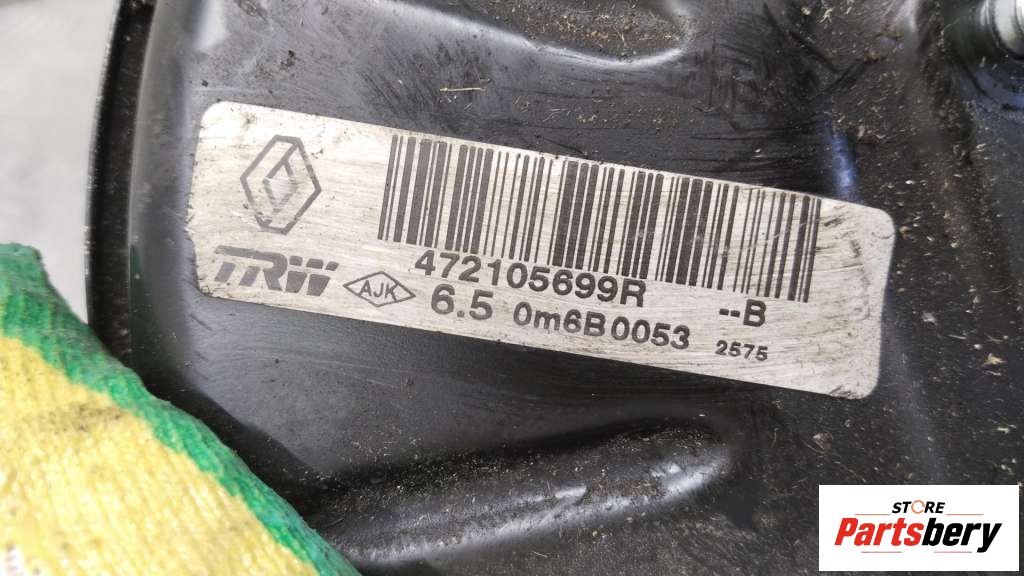 472105699R --B
TRW AJK 6.5 0m6B0053 2575
STORE
Partsbery